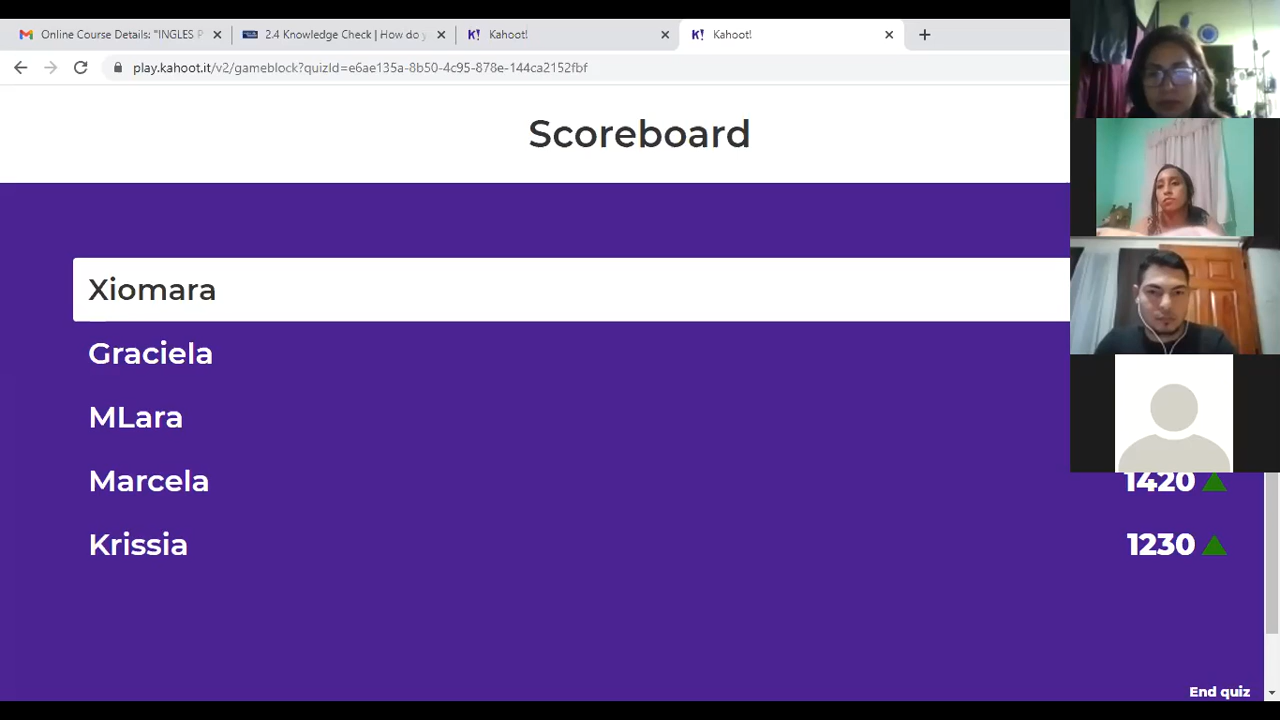 Online Course Details: "INGLES P
2.4 Knowledge Check | How do y
K! Kahoot!
K! Kahoot!
play.kahoot.it/v2/gameblock?quizId=e6ae135a-8b50-4c95-878e-144ca2152fbf
Scoreboard
Xiomara
Graciela
MLara
Marcela 1420
Krissia 1230
End quiz